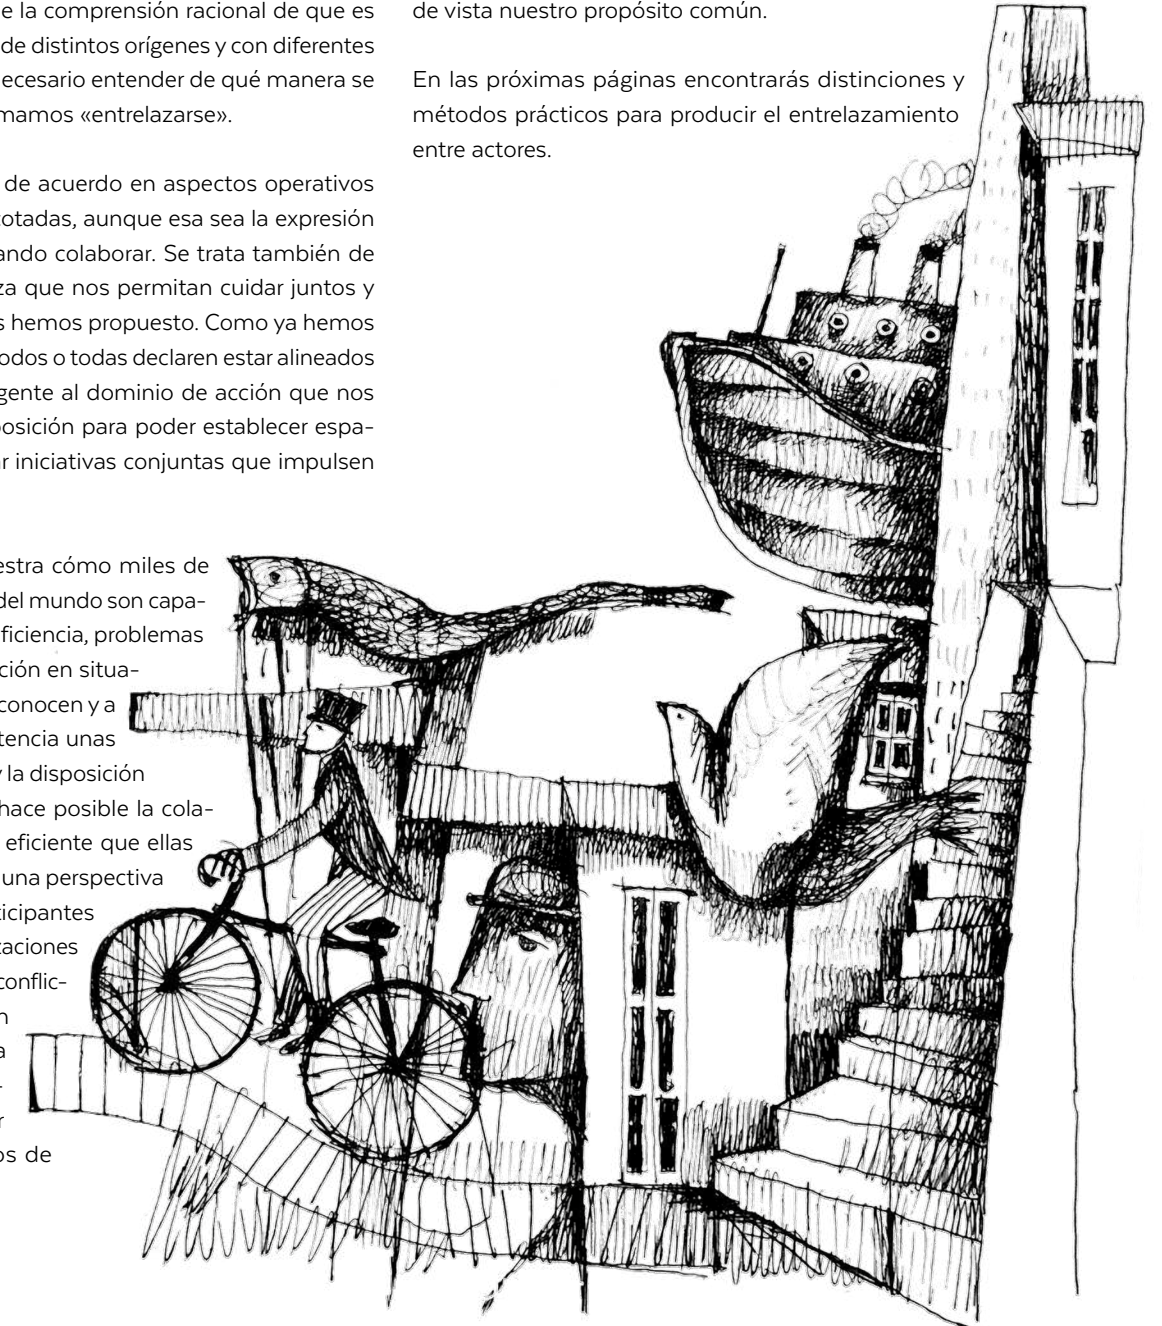 e la comprensión racional de que es
de distintos orígenes y con diferentes
ecesario entender de qué manera se
mamos «entrelazarse».
de acuerdo en aspectos operativos
cotadas, aunque esa sea la expresión
ando colaborar. Se trata también de
za que nos permitan cuidar juntos y
s hemos propuesto. Como ya hemos
odos o todas declaren estar alineados
gente al dominio de acción que nos
posición para poder establecer espa-
ar iniciativas conjuntas que impulsen
estra cómo miles de
del mundo son capa-
ficiencia, problemas
ción en situa-
conocen y a
tencia unas
y la disposición
hace posible la cola-
eficiente que ellas
una perspectiva
ticipantes
zaciones
conflic-
n
a
-
r
os de
de vista nuestro propósito común.
En las próximas páginas encontrarás distinciones y
métodos prácticos para producir el entrelazamiento
entre actores.